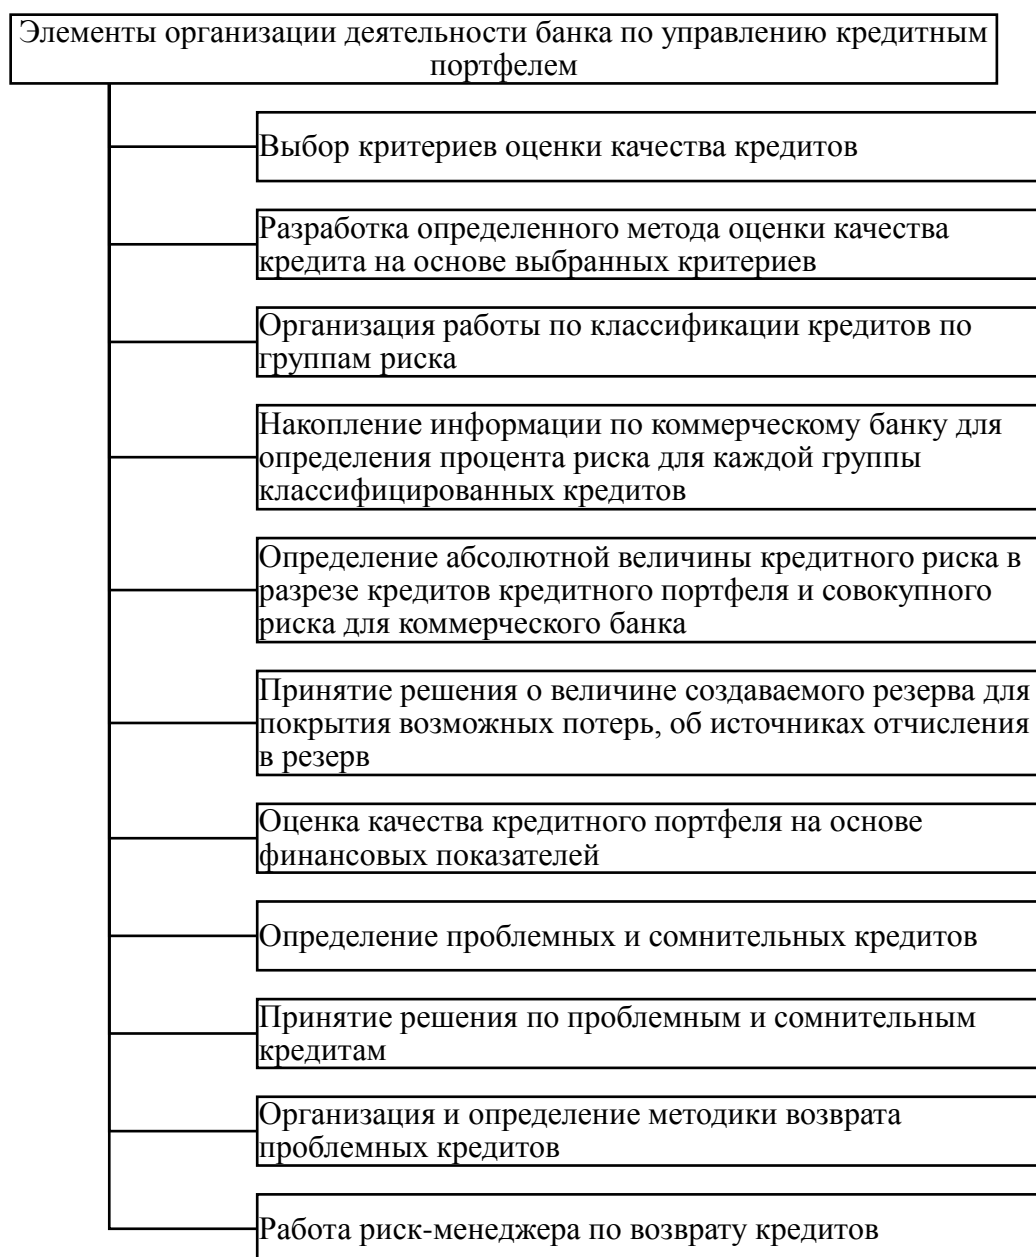 Элементы организации деятельности банка по управлению кредитным
портфелем
Выбор критериев оценки качества кредитов
Разработка определенного метода оценки качества
кредита на основе выбранных критериев
Организация работы по классификации кредитов по
группам риска
Накопление информации по коммерческому банку для
определения процента риска для каждой группы
классифицированных кредитов
Определение абсолютной величины кредитного риска в
разрезе кредитов кредитного портфеля и совокупного
риска для коммерческого банка
Принятие решения о величине создаваемого резерва для
покрытия возможных потерь, об источниках отчисления
в резерв
Оценка качества кредитного портфеля на основе
финансовых показателей
Определение проблемных и сомнительных кредитов
Принятие решения по проблемным и сомнительным
кредитам
Организация и определение методики возврата
проблемных кредитов
Работа риск-менеджера по возврату кредитов